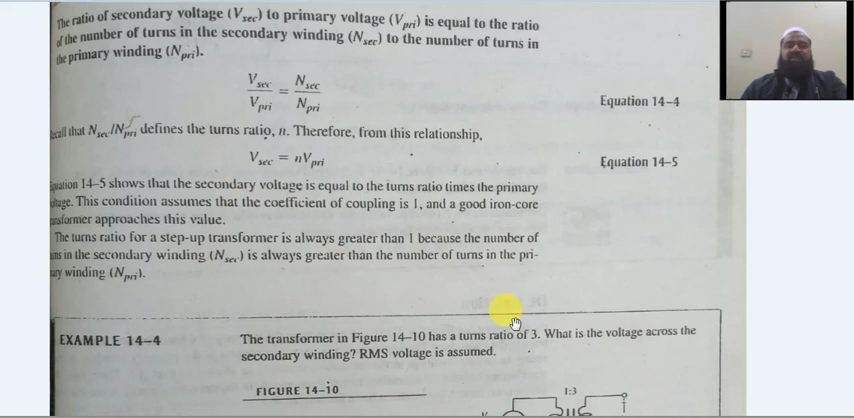 The ratio of secondary voltage (Vsec) to primary voltage (Vpri) is equal to the ratio
of the number of turns in the secondary winding (Nsec) to the number of turns in
the primary winding (Npri).
Vsec/Vpri = Nsec/Npri
Equation 14–4
that Nsec/Npri defines the turns ratio, n. Therefore, from this relationship,
Vsec = nVpri
Equation 14–5
14–5 shows that the secondary voltage is equal to the turns ratio times the primary
This condition assumes that the coefficient of coupling is 1, and a good iron-core
approaches this value.
The turns ratio for a step-up transformer is always greater than 1 because the number of
in the secondary winding (Nsec) is always greater than the number of turns in the pri-
winding (Npri).
EXAMPLE 14–4
The transformer in Figure 14–10 has a turns ratio of 3. What is the voltage across the
secondary winding? RMS voltage is assumed.
FIGURE 14–10
1:3